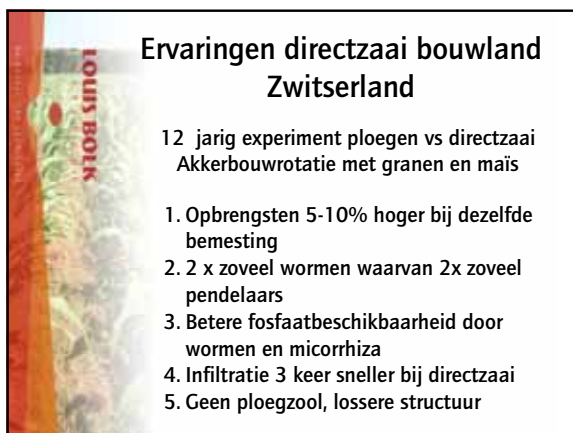 Ervaringen directzaai bouwland
Zwitserland
12 jarig experiment ploegen vs directzaai
Akkerbouwrotatie met granen en maïs
1. Opbrengsten 5-10% hoger bij dezelfde
bemesting
2. 2 x zoveel wormen waarvan 2x zoveel
pendelaars
3. Betere fosfaatbeschikbaarheid door
wormen en micorrhiza
4. Infiltratie 3 keer sneller bij directzaai
5. Geen ploegzool, lossere structuur
LOUIS BOLK